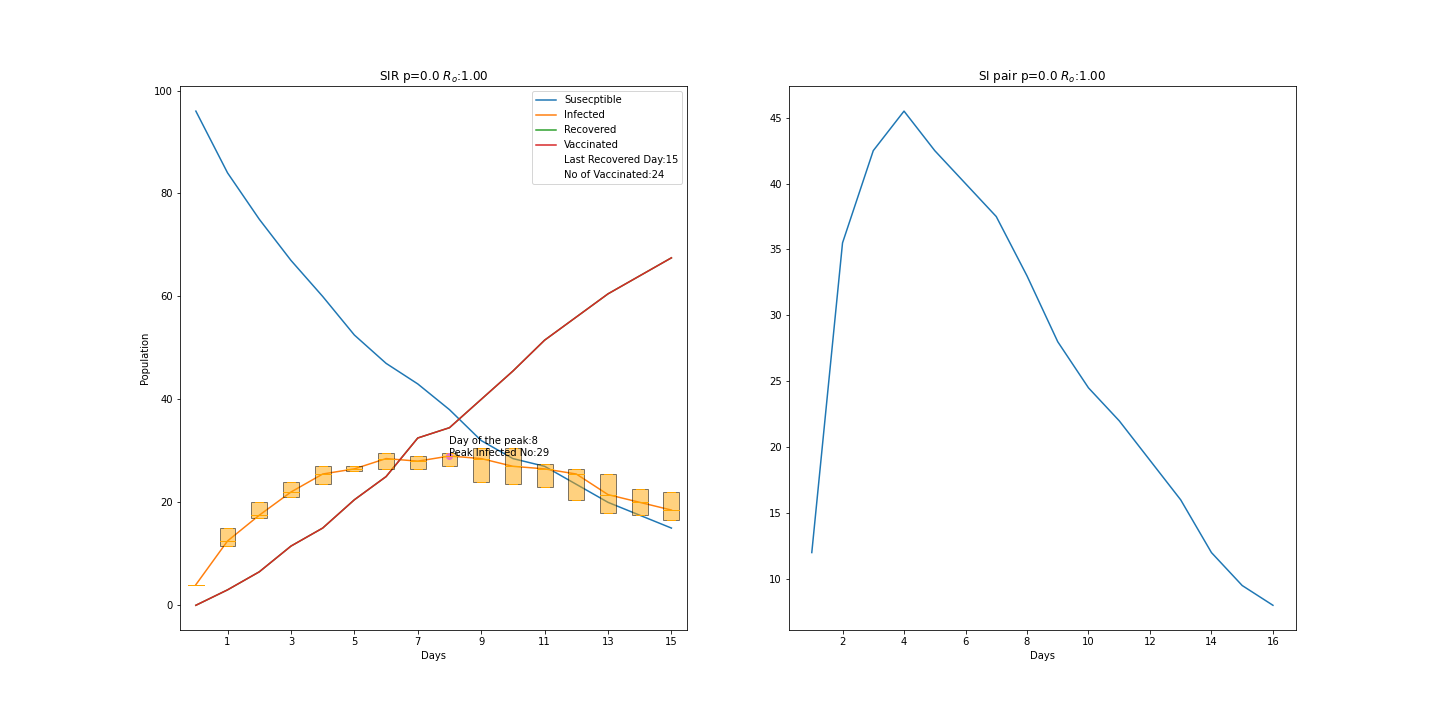 SIR p=0.0 Rₒ:1.00
Susecptible
Infected
Recovered
Vaccinated
Last Recovered Day:15
No of Vaccinated:24
100
80
60
40
20
0
Population
Day of the peak:8
Peak Infected No:29
1 3 5 7 9 11 13 15
Days
SI pair p=0.0 Rₒ:1.00
45
40
35
30
25
20
15
10
2 4 6 8 10 12 14 16
Days